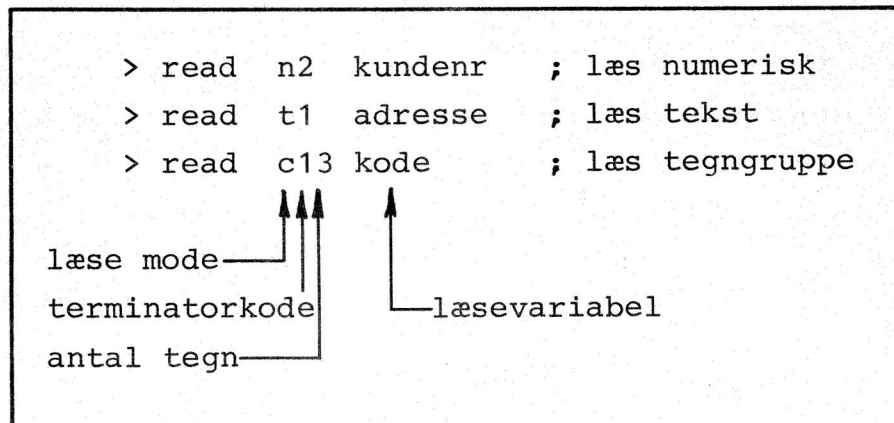 > read n2 kundenr ; læs numerisk
> read t1 adresse ; læs tekst
> read c13 kode ; læs tegngruppe
læse mode
terminatorkode
læsevariabel
antal tegn